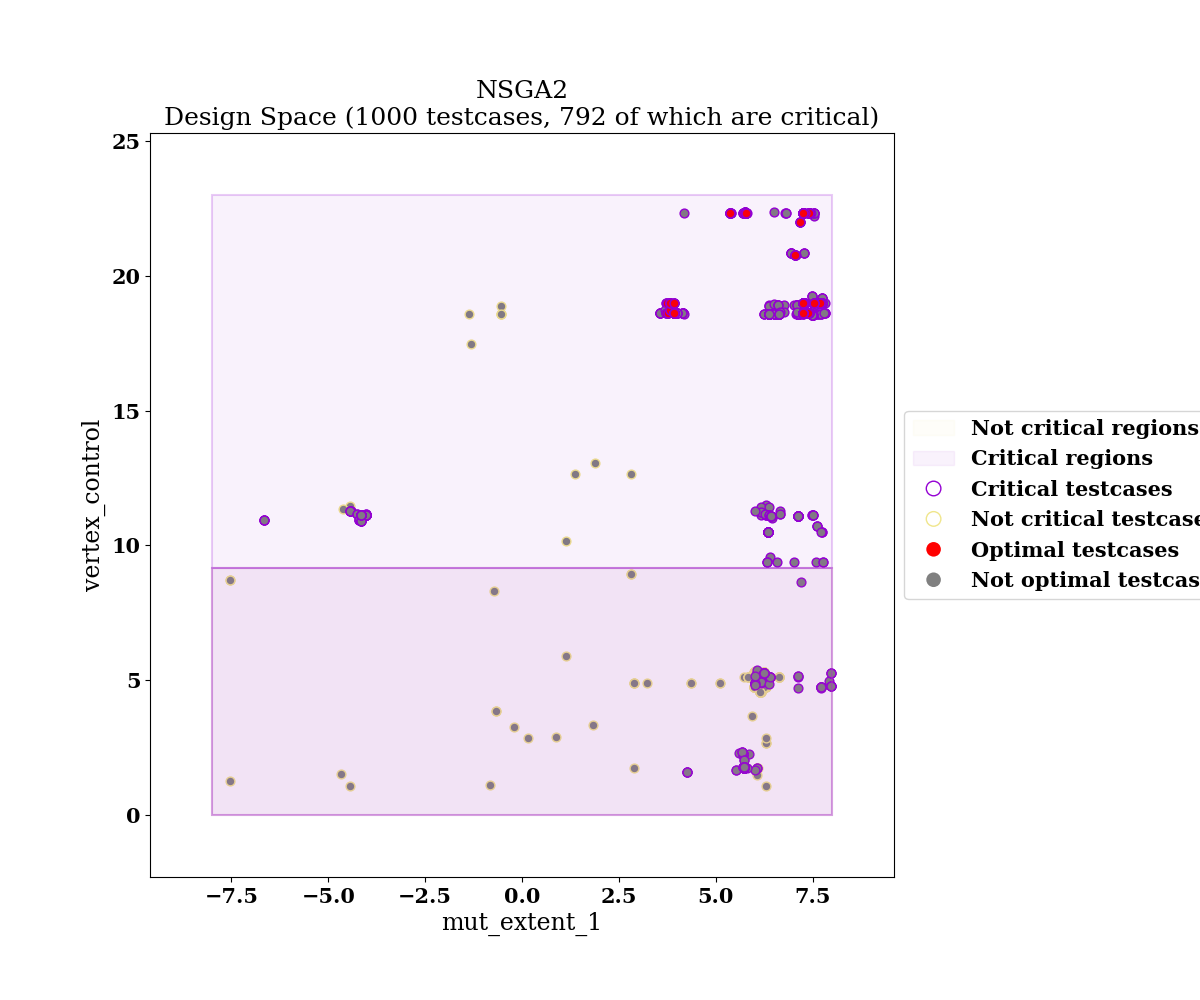 NSGA2
Design Space (1000 testcases, 792 of which are critical)
25
20
15
10
5
0
vertex_control
−7.5 −5.0 −2.5 0.0 2.5 5.0 7.5
mut_extent_1
Not critical regions
Critical regions
Critical testcases
Not critical testcase
Optimal testcases
Not optimal testcas